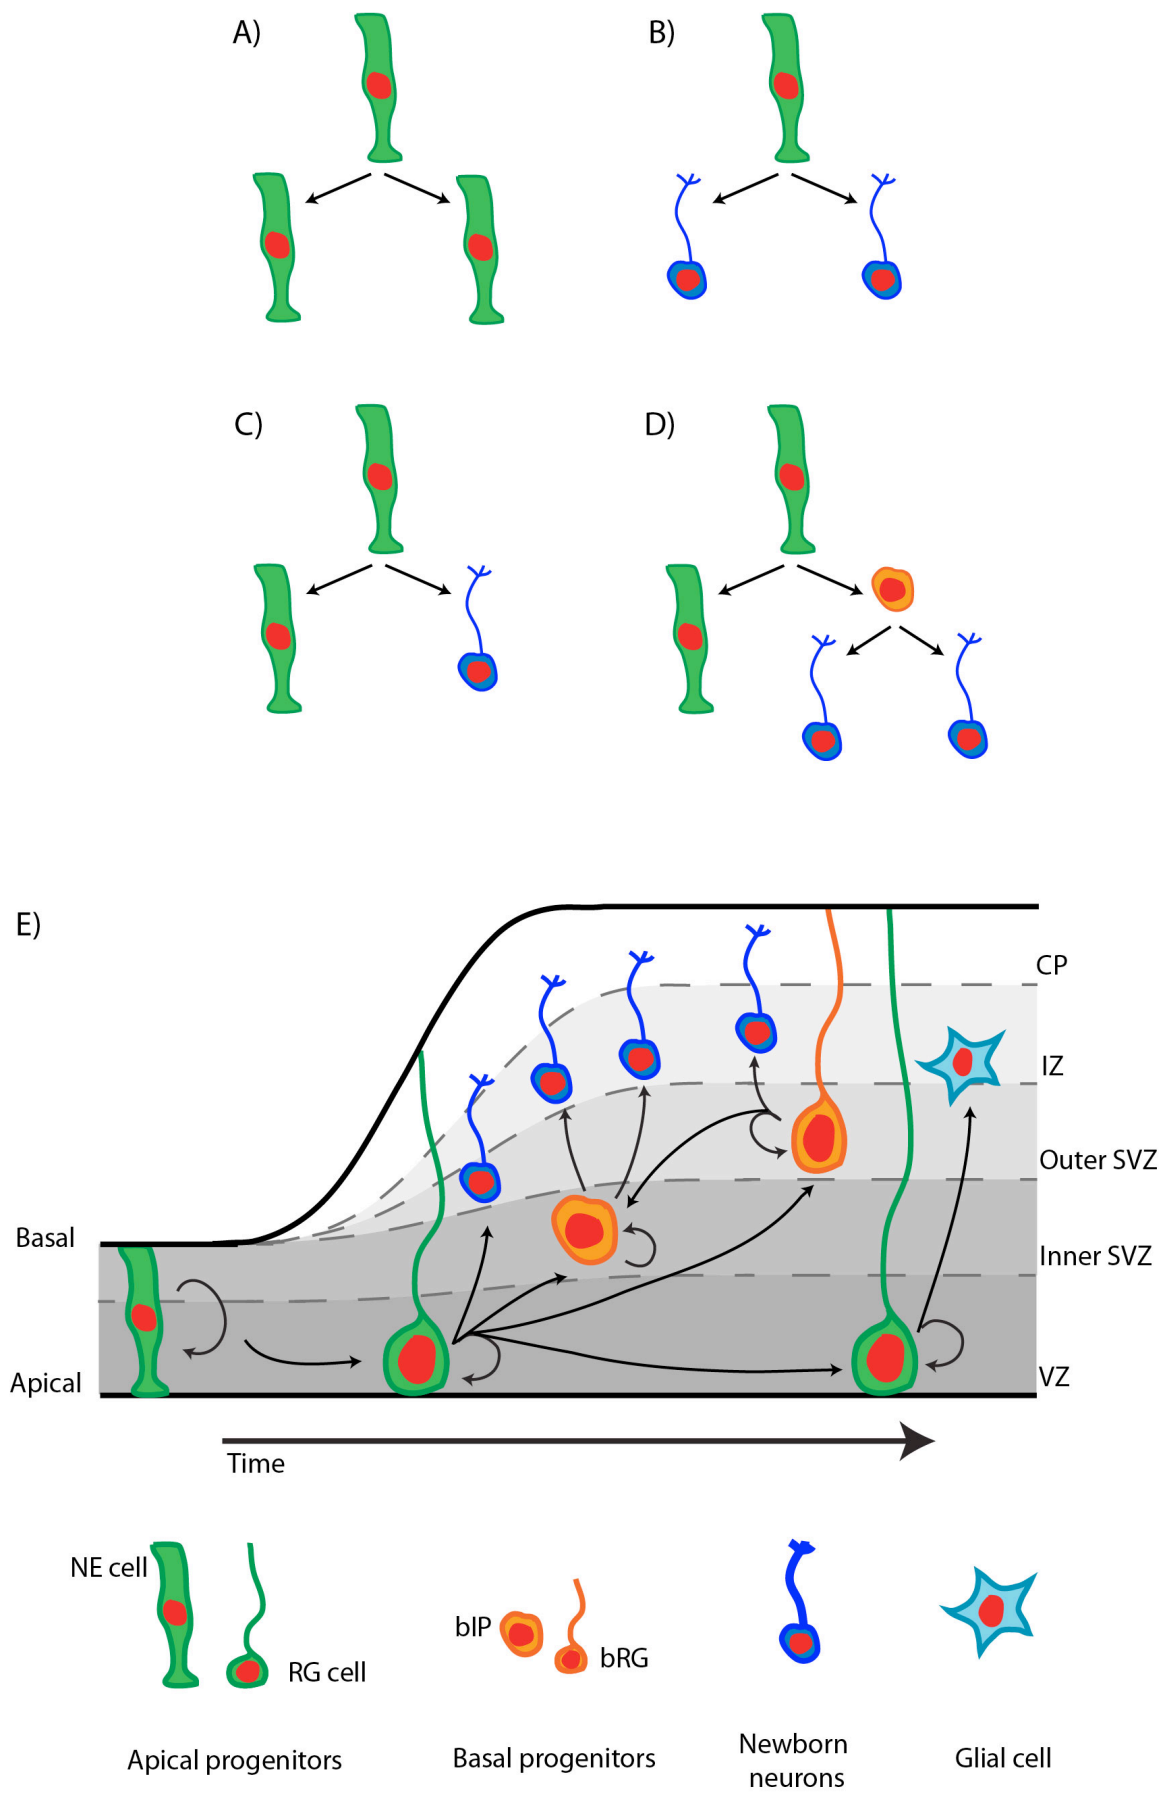 A)
B)
C)
D)
E)
CP
IZ
Outer SVZ
Basal
Inner SVZ
Apical
VZ
Time
NE cell
RG cell
bIP
bRG
Apical progenitors
Basal progenitors
Newborn
neurons
Glial cell